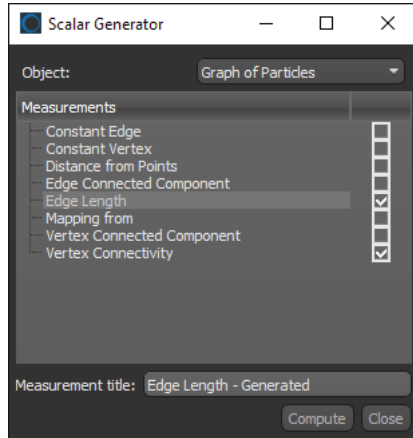 Scalar Generator
Object: Graph of Particles
Measurements
Constant Edge
Constant Vertex
Distance from Points
Edge Connected Component
Edge Length
Mapping from
Vertex Connected Component
Vertex Connectivity
Measurement title: Edge Length - Generated
Compute Close